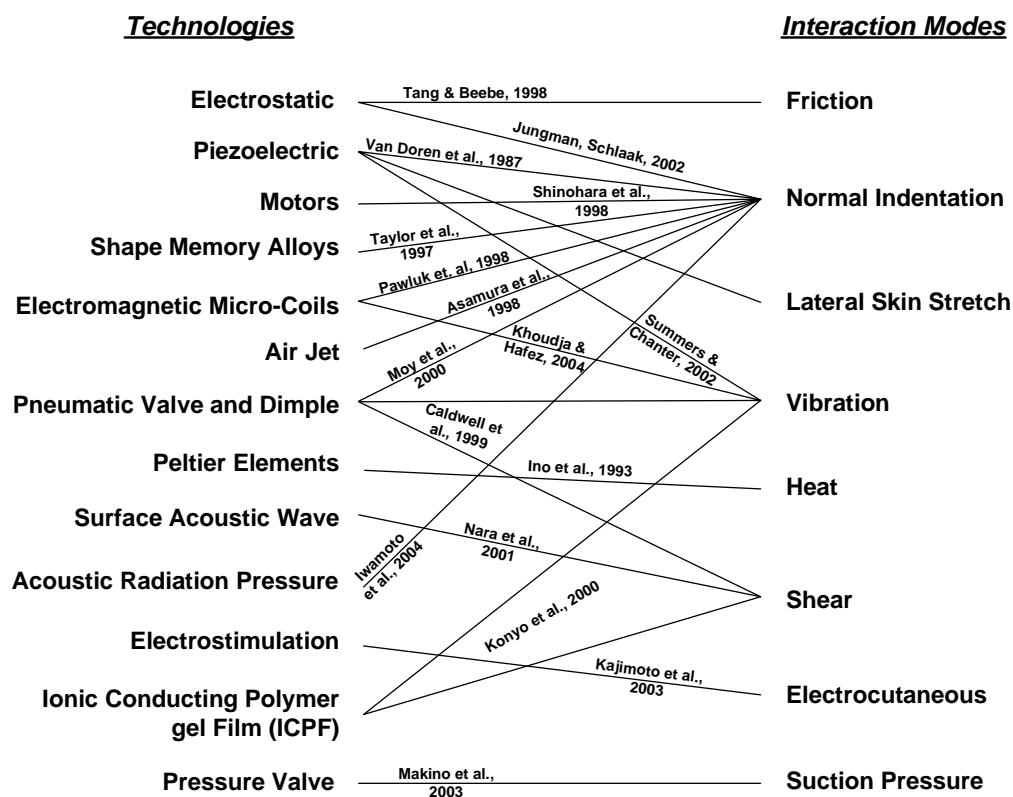 Technologies
Interaction Modes
Electrostatic
Tang & Beebe, 1998
Friction
Jungman, Schlaak, 2002
Piezoelectric
Van Doren et al., 1987
Motors
Shinohara et al.,
1998
Normal Indentation
Shape Memory Alloys
Taylor et al.,
1997
Pawluk et. al, 1998
Electromagnetic Micro-Coils
Asamura et al.,
1998
Lateral Skin Stretch
Air Jet
Khoudja &
Hafez, 2004
Summers &
Chanter, 2002
Moy et al.,
2000
Pneumatic Valve and Dimple
Vibration
Caldwell et
al., 1999
Peltier Elements
Ino et al., 1993
Heat
Surface Acoustic Wave
Nara et al.,
2001
Acoustic Radiation Pressure
Iwamoto
et al., 2004
Shear
Electrostimulation
Konyo et al., 2000
Kajimoto et al.,
2003
Electrocutaneous
Ionic Conducting Polymer
gel Film (ICPF)
Pressure Valve
Makino et al.,
2003
Suction Pressure